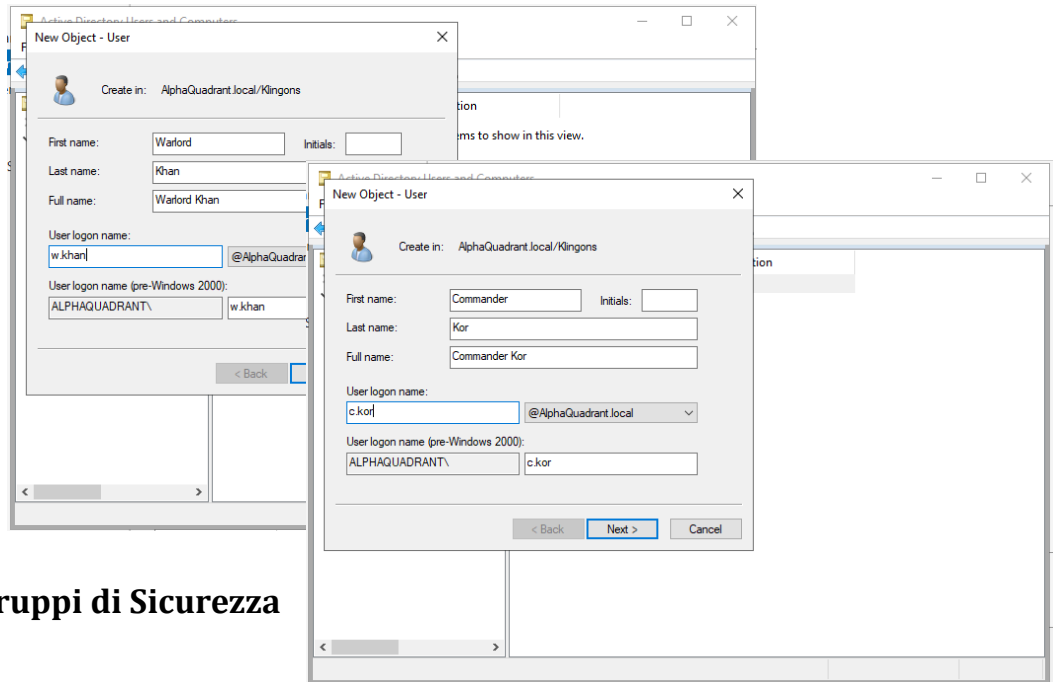 Active Directory Users and Computers
New Object - User
Create in: AlphaQuadrant.local/Klingons
First name: Warlord Initials:
Last name: Khan
Full name: Warlord Khan
User logon name:
w.khan @AlphaQuadran
User logon name (pre-Windows 2000):
ALPHAQUADRANT\ w.khan
< Back
tion
ems to show in this view.
Active Directory Users and Computers
New Object - User
Create in: AlphaQuadrant.local/Klingons
First name: Commander Initials:
Last name: Kor
Full name: Commander Kor
User logon name:
c.kor @AlphaQuadrant.local
User logon name (pre-Windows 2000):
ALPHAQUADRANT\ c.kor
< Back Next > Cancel
tion
ruppi di Sicurezza